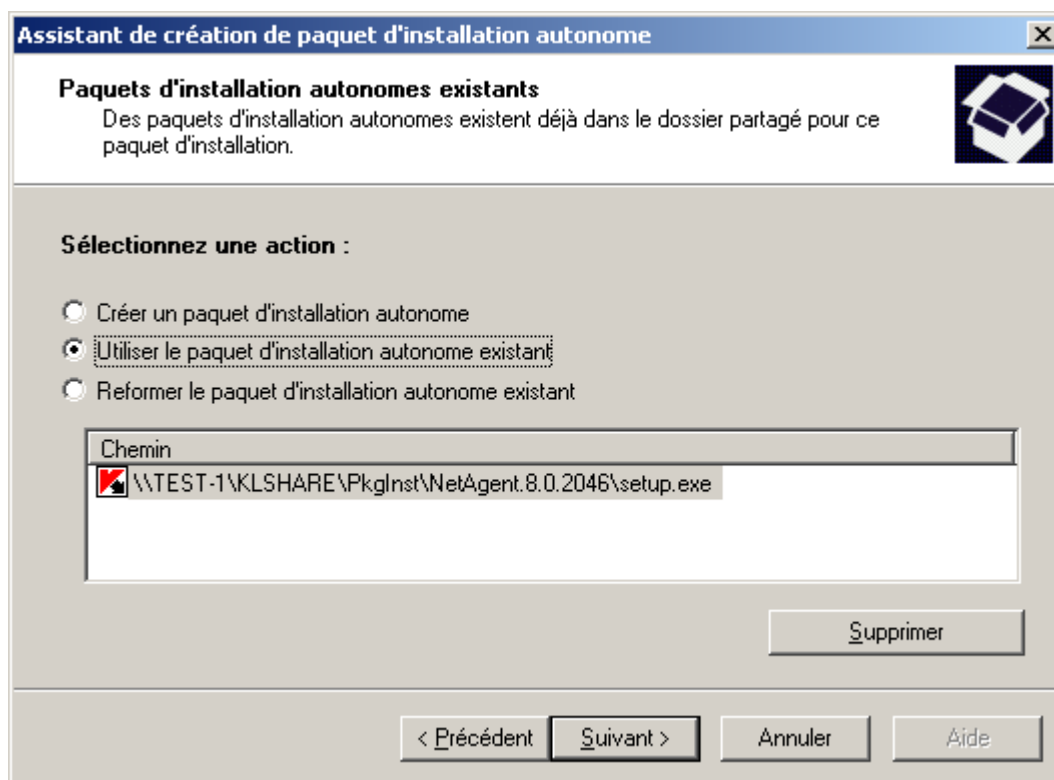 Assistant de création de paquet d'installation autonome
Paquets d'installation autonomes existants
Des paquets d'installation autonomes existent déjà dans le dossier partagé pour ce
paquet d'installation.
Sélectionnez une action :
Créer un paquet d'installation autonome
Utiliser le paquet d'installation autonome existant
Reformer le paquet d'installation autonome existant
Chemin
\\TEST-1\KLSHARE\PkgInst\NetAgent.8.0.2046\setup.exe
Supprimer
< Précédent Suivant > Annuler Aide